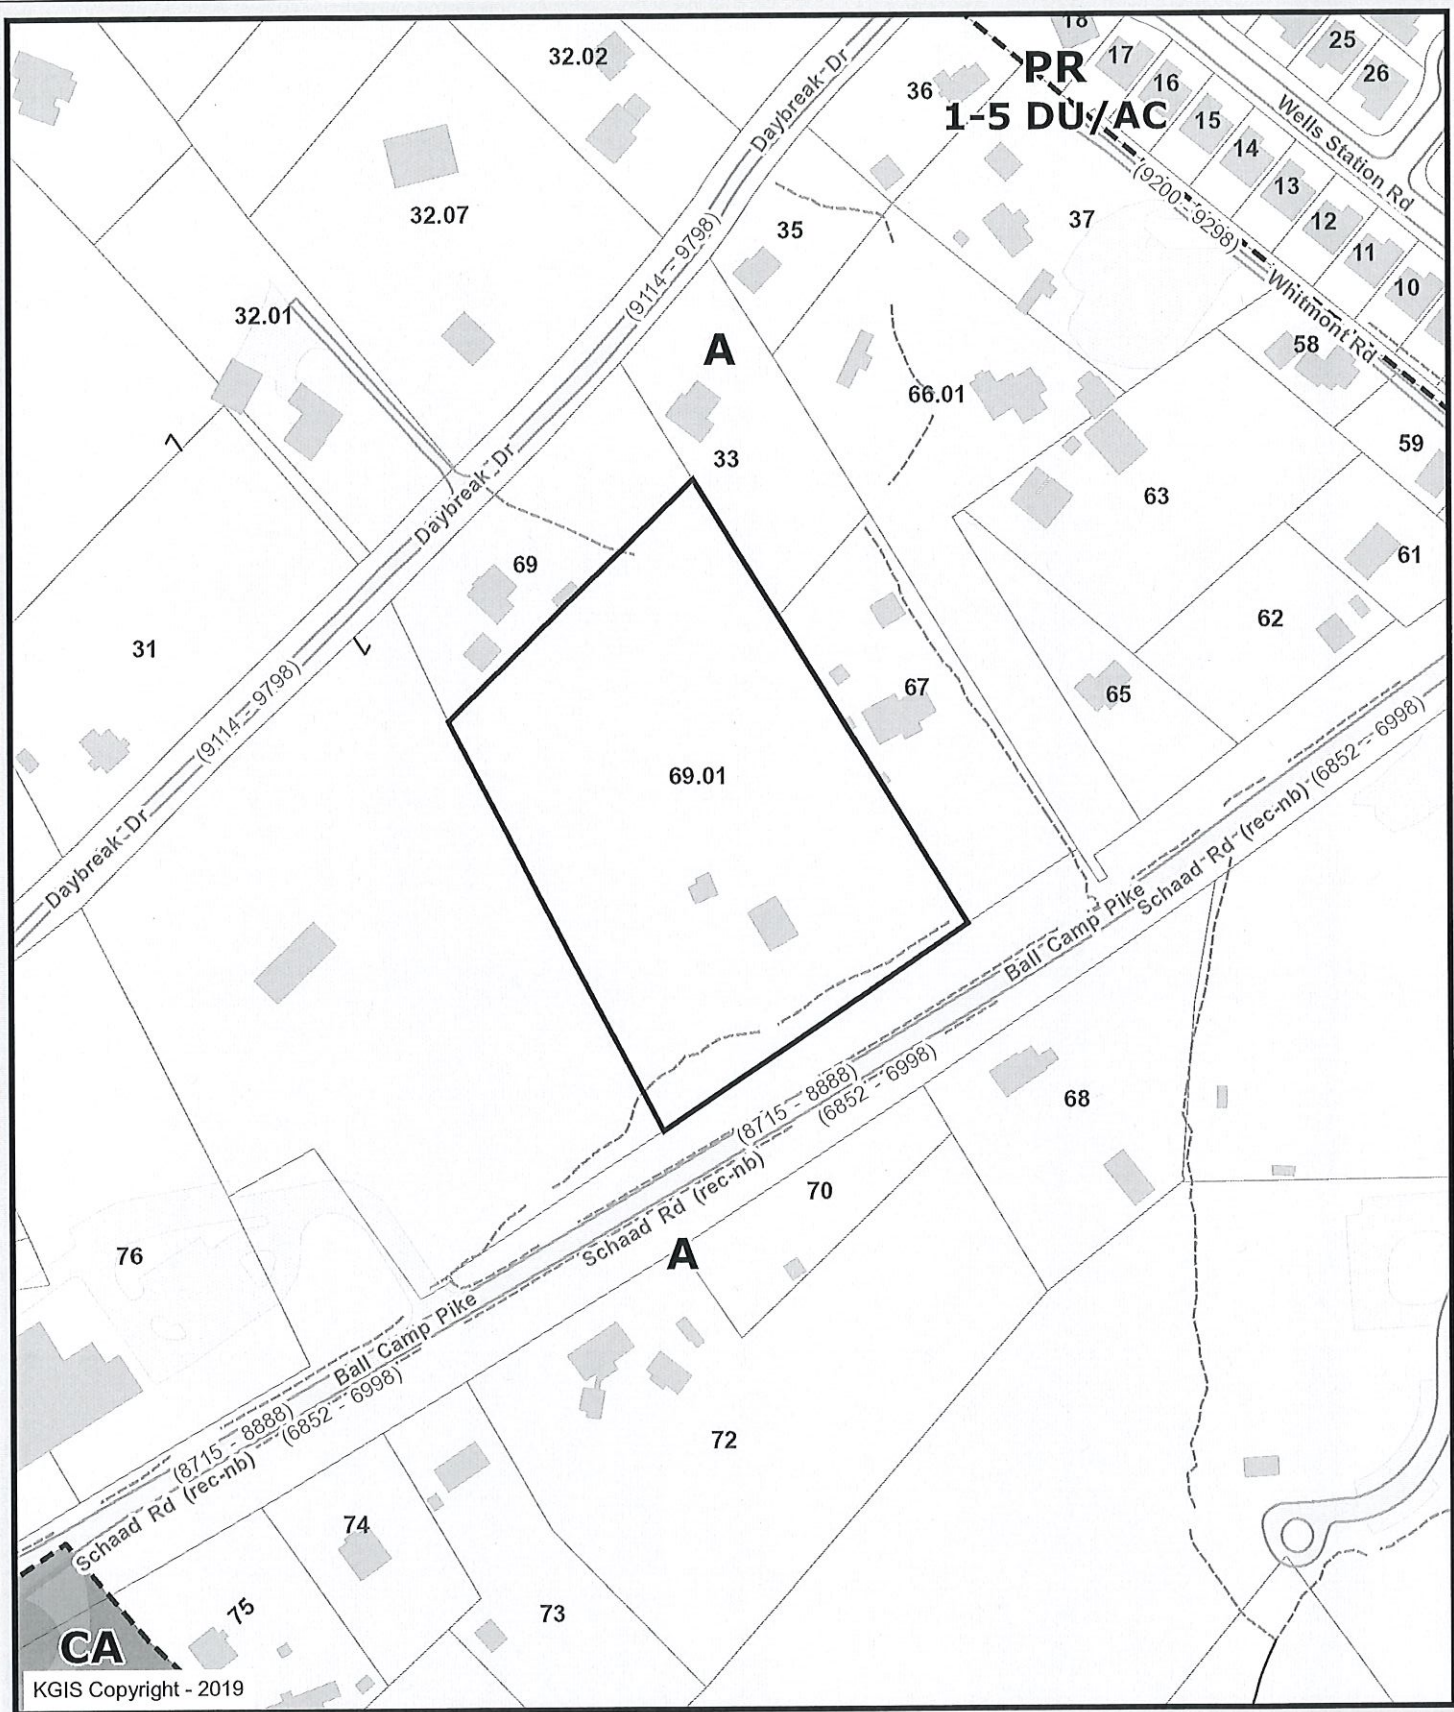 18
25
17
32.02
PR
26
16
36
Daybreak Dr
1-5 DU/AC
15
Wells Station Rd
14
(9200 - 9298)
13
32.07
37
12
35
(9114 - 9798)
11
10
Whitmont Rd
32.01
A
58
66.01
7
59
33
Daybreak Dr
63
61
69
62
31
7
67
65
(9114 - 9798)
(6852 - 6998)
69.01
Schaad Rd (rec-nb)
Daybreak Dr
Ball Camp Pike
(8715 - 8888)
(6852 - 6998)
68
Schaad Rd (rec-nb)
70
76
A
Ball Camp Pike
(6852 - 6998)
(8715 - 8888)
72
Schaad Rd (rec-nb)
74
75
73
CA
KGIS Copyright - 2019